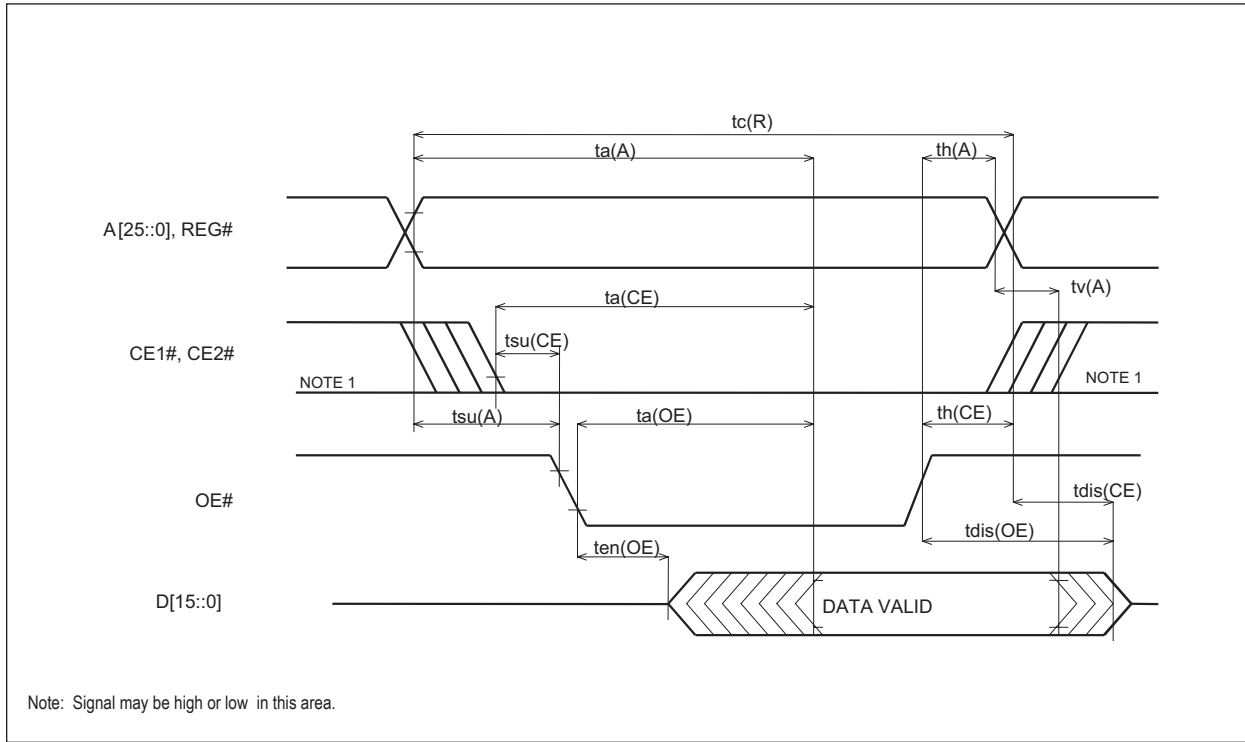 tc(R)
ta(A)
th(A)
A[25::0], REG#
tv(A)
ta(CE)
tsu(CE)
CE1#, CE2#
NOTE 1
NOTE 1
tsu(A)
ta(OE)
th(CE)
OE#
tdis(CE)
tdis(OE)
ten(OE)
D[15::0]
DATA VALID
Note: Signal may be high or low in this area.